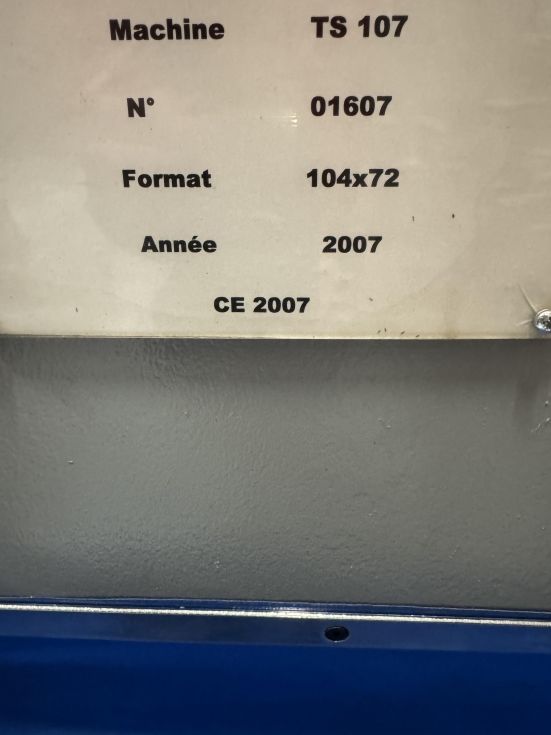 Machine TS 107
N° 01607
Format 104x72
Année 2007
CE 2007